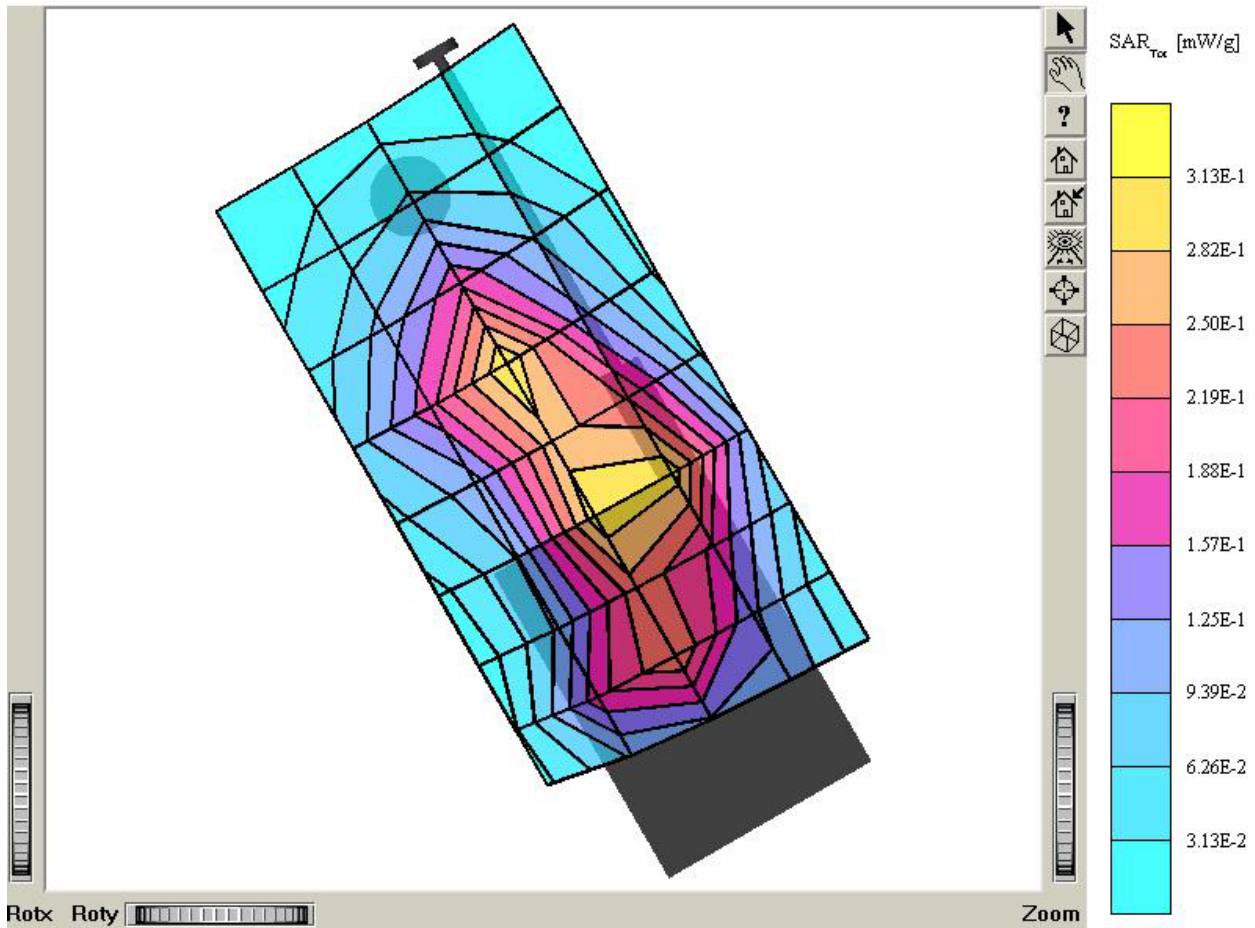 SAR Tot [mW/g]
?
3.13E-1
2.82E-1
2.50E-1
2.19E-1
1.88E-1
1.57E-1
1.25E-1
9.39E-2
6.26E-2
3.13E-2
Rotx Roty Zoom